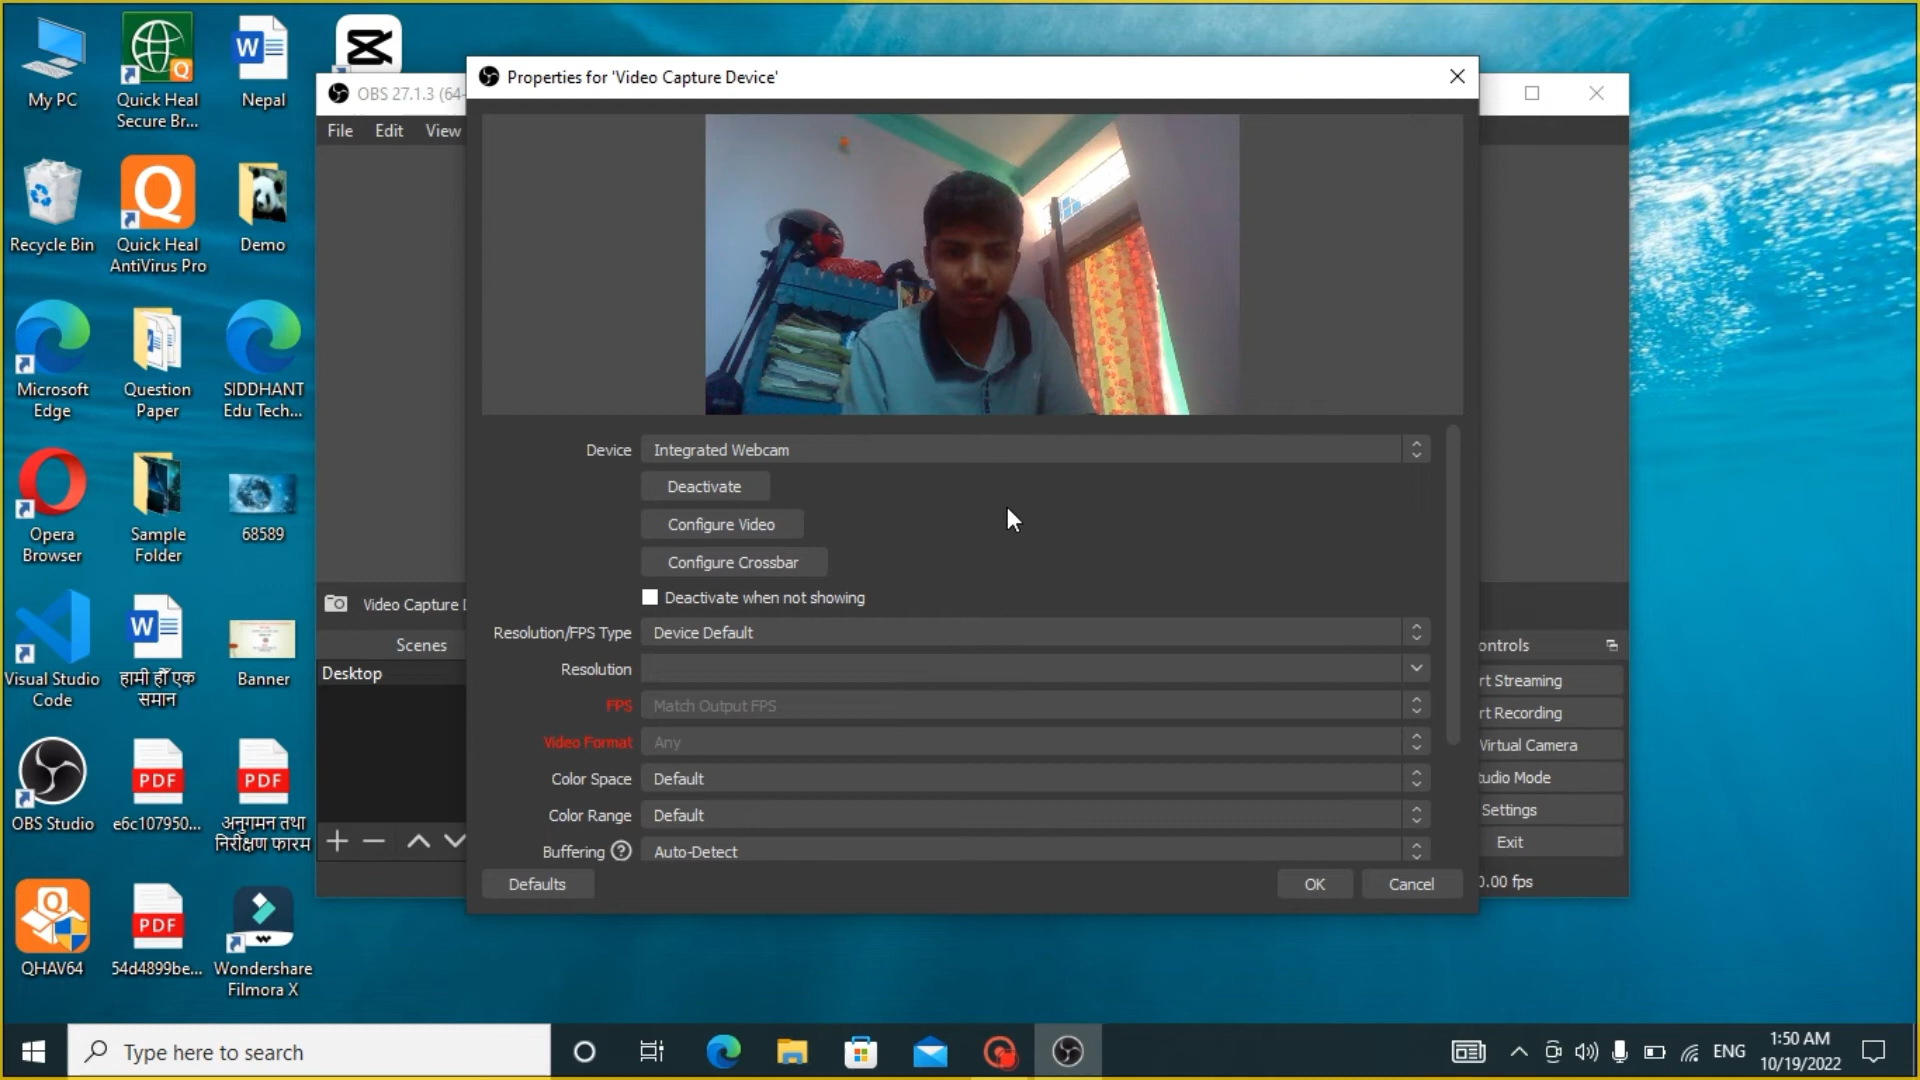 My PC
Quick Heal
Secure Br...
Nepal
Recycle Bin
Quick Heal
AntiVirus Pro
Demo
Microsoft
Edge
Question
Paper
SIDDHANT
Edu Tech...
Opera
Browser
Sample
Folder
68589
Visual Studio
Code
हामी हौँ एक
समान
Banner
OBS Studio
PDF
e6c107950...
PDF
अनुगमन तथा
निरीक्षण फारम
QHAV64
PDF
54d4899be...
Wondershare
Filmora X
OBS 27.1.3 (64-
File Edit View
Video Capture D
Scenes
Desktop
Properties for 'Video Capture Device'
Device Integrated Webcam
Deactivate
Configure Video
Configure Crossbar
Deactivate when not showing
Resolution/FPS Type Device Default
Resolution
FPS Match Output FPS
Video Format Any
Color Space Default
Color Range Default
Buffering ? Auto-Detect
Defaults OK Cancel
ontrols
rt Streaming
rt Recording
Virtual Camera
tudio Mode
Settings
Exit
0.00 fps
Type here to search
ENG
1:50 AM
10/19/2022